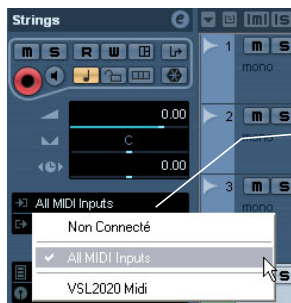 Strings e
m S R W
1 m S
mono
0.00
C
2 m S
mono
0.00
3 m S
mono
All MIDI Inputs
Non Connecté
All MIDI Inputs
VSL2020 Midi
S